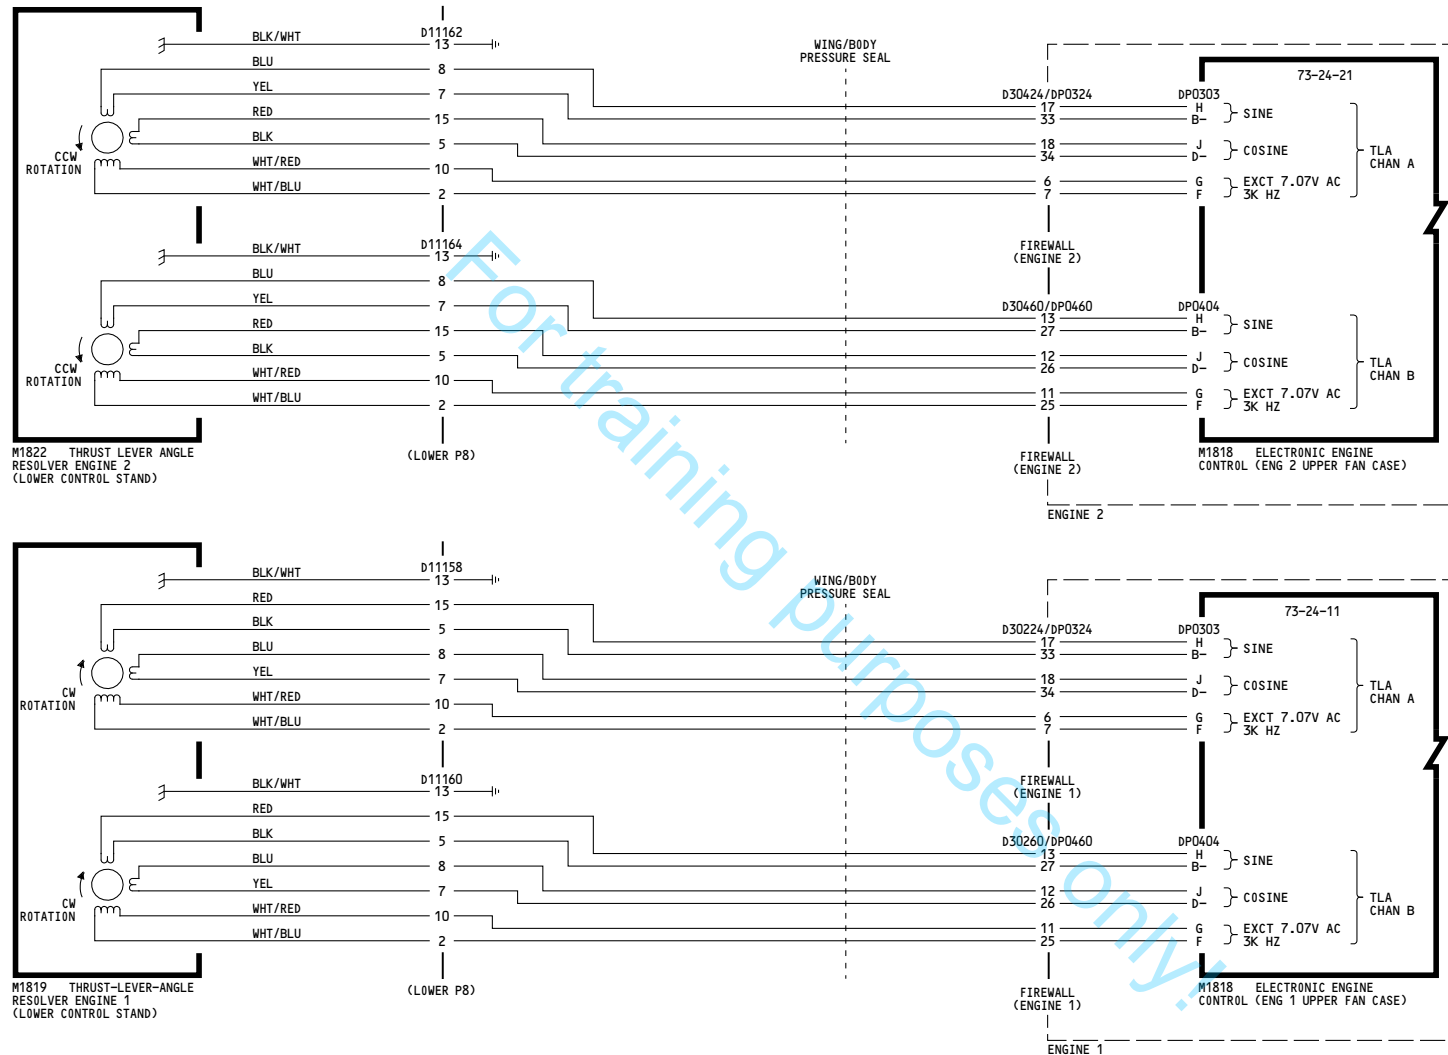 BLK/WHT D11162 13
BLU 8
YEL 7
RED 15
BLK 5
WHT/RED 10
WHT/BLU 2
CCW
ROTATION
WING/BODY
PRESSURE SEAL
D30424/DP0324 DP0303
73-24-21
17 H
33 B- SINE
18 J
34 D- COSINE
6 G EXCT 7.07V AC
7 F 3K HZ
TLA
CHAN A
FIREWALL
(ENGINE 2)
BLK/WHT D11164 13
BLU 8
YEL 7
RED 15
BLK 5
WHT/RED 10
WHT/BLU 2
CCW
ROTATION
D30460/DP0460 DP0404
13 H
27 B- SINE
12 J
26 D- COSINE
11 G EXCT 7.07V AC
25 F 3K HZ
TLA
CHAN B
M1822 THRUST LEVER ANGLE
RESOLVER ENGINE 2
(LOWER CONTROL STAND)
(LOWER P8)
FIREWALL
(ENGINE 2)
M1818 ELECTRONIC ENGINE
CONTROL (ENG 2 UPPER FAN CASE)
ENGINE 2
BLK/WHT D11158 13
RED 15
BLK 5
BLU 8
YEL 7
WHT/RED 10
WHT/BLU 2
CW
ROTATION
WING/BODY
PRESSURE SEAL
D30224/DP0324 DP0303
73-24-11
17 H
33 B- SINE
18 J
34 D- COSINE
6 G EXCT 7.07V AC
7 F 3K HZ
TLA
CHAN A
FIREWALL
(ENGINE 1)
BLK/WHT D11160 13
RED 15
BLK 5
BLU 8
YEL 7
WHT/RED 10
WHT/BLU 2
CW
ROTATION
D30260/DP0460 DP0404
13 H
27 B- SINE
12 J
26 D- COSINE
11 G EXCT 7.07V AC
25 F 3K HZ
TLA
CHAN B
M1819 THRUST-LEVER-ANGLE
RESOLVER ENGINE 1
(LOWER CONTROL STAND)
(LOWER P8)
FIREWALL
(ENGINE 1)
M1818 ELECTRONIC ENGINE
CONTROL (ENG 1 UPPER FAN CASE)
ENGINE 1
For training purposes only!